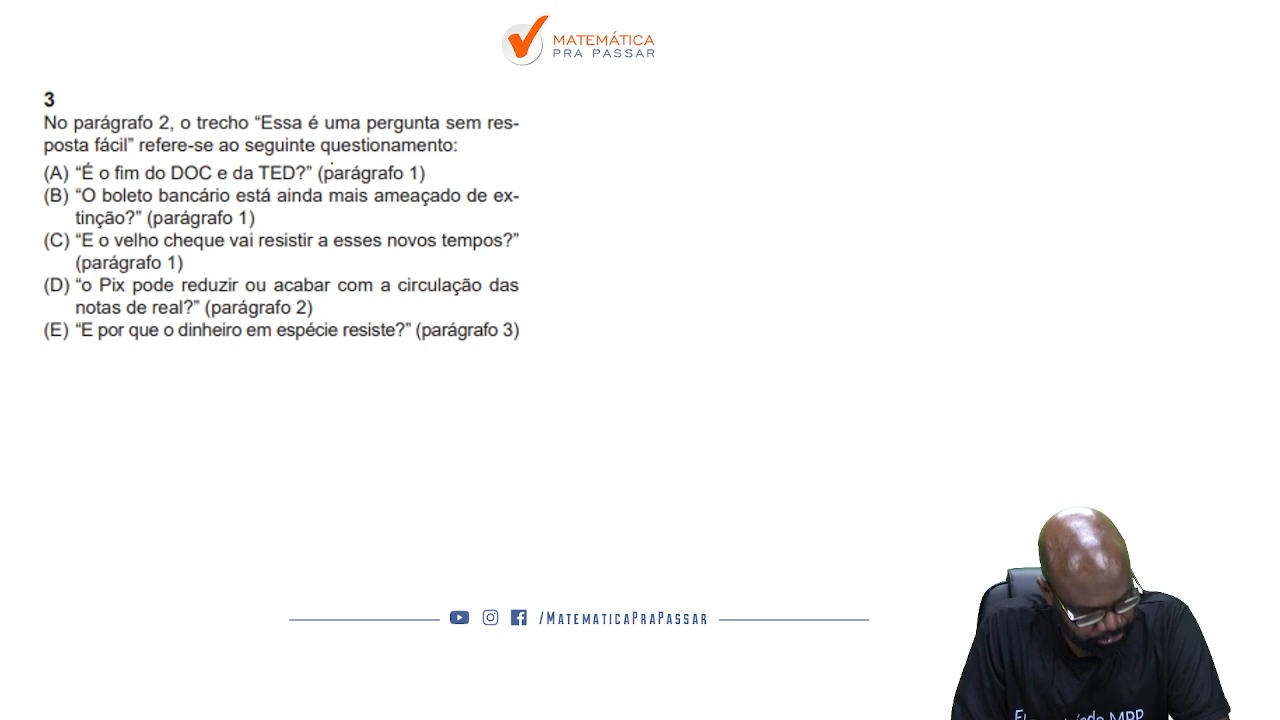 MATEMÁTICA
PRA PASSAR
3
No parágrafo 2, o trecho “Essa é uma pergunta sem res-
posta fácil” refere-se ao seguinte questionamento:
(A) “É o fim do DOC e da TED?” (parágrafo 1)
(B) “O boleto bancário está ainda mais ameaçado de ex-
tinção?” (parágrafo 1)
(C) “E o velho cheque vai resistir a esses novos tempos?”
(parágrafo 1)
(D) “o Pix pode reduzir ou acabar com a circulação das
notas de real?” (parágrafo 2)
(E) “E por que o dinheiro em espécie resiste?” (parágrafo 3)
/MATEMATICAPRAPASSAR
MPP